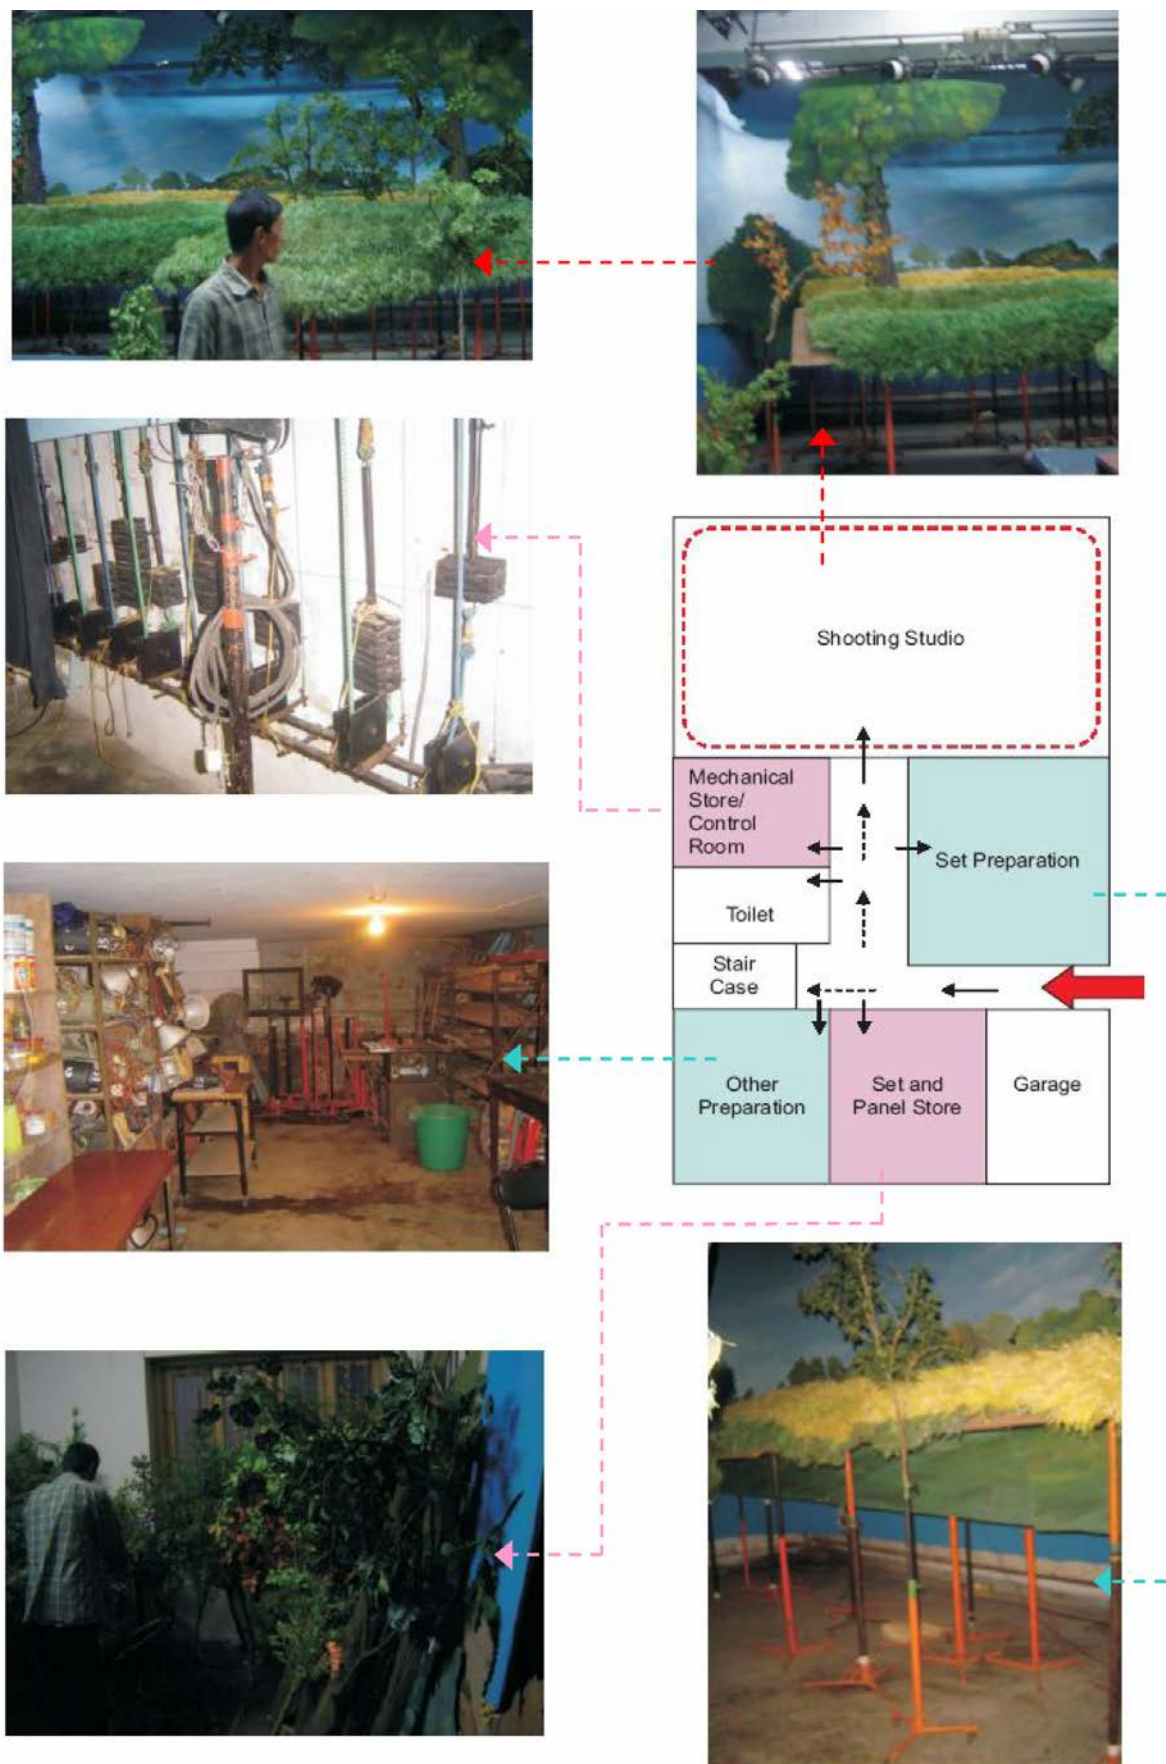 Shooting Studio
Mechanical
Store/
Control
Room
Set Preparation
Toilet
Stair
Case
Other
Preparation
Set and
Panel Store
Garage